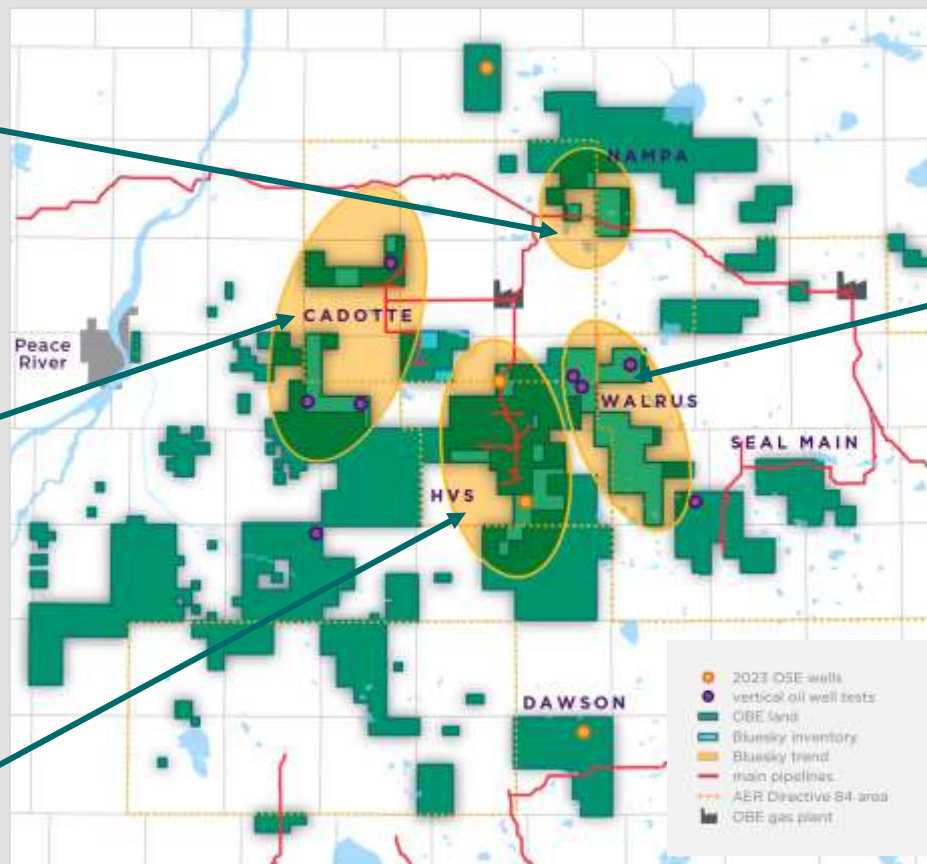 NAMPA
CADOTTE
Peace
River
WALRUS
SEAL MAIN
HVS
DAWSON
2023 OSE wells
vertical oil well tests
OBE land
Bluesky inventory
Bluesky trend
main pipelines
AER Directive 84 area
OBE gas plant